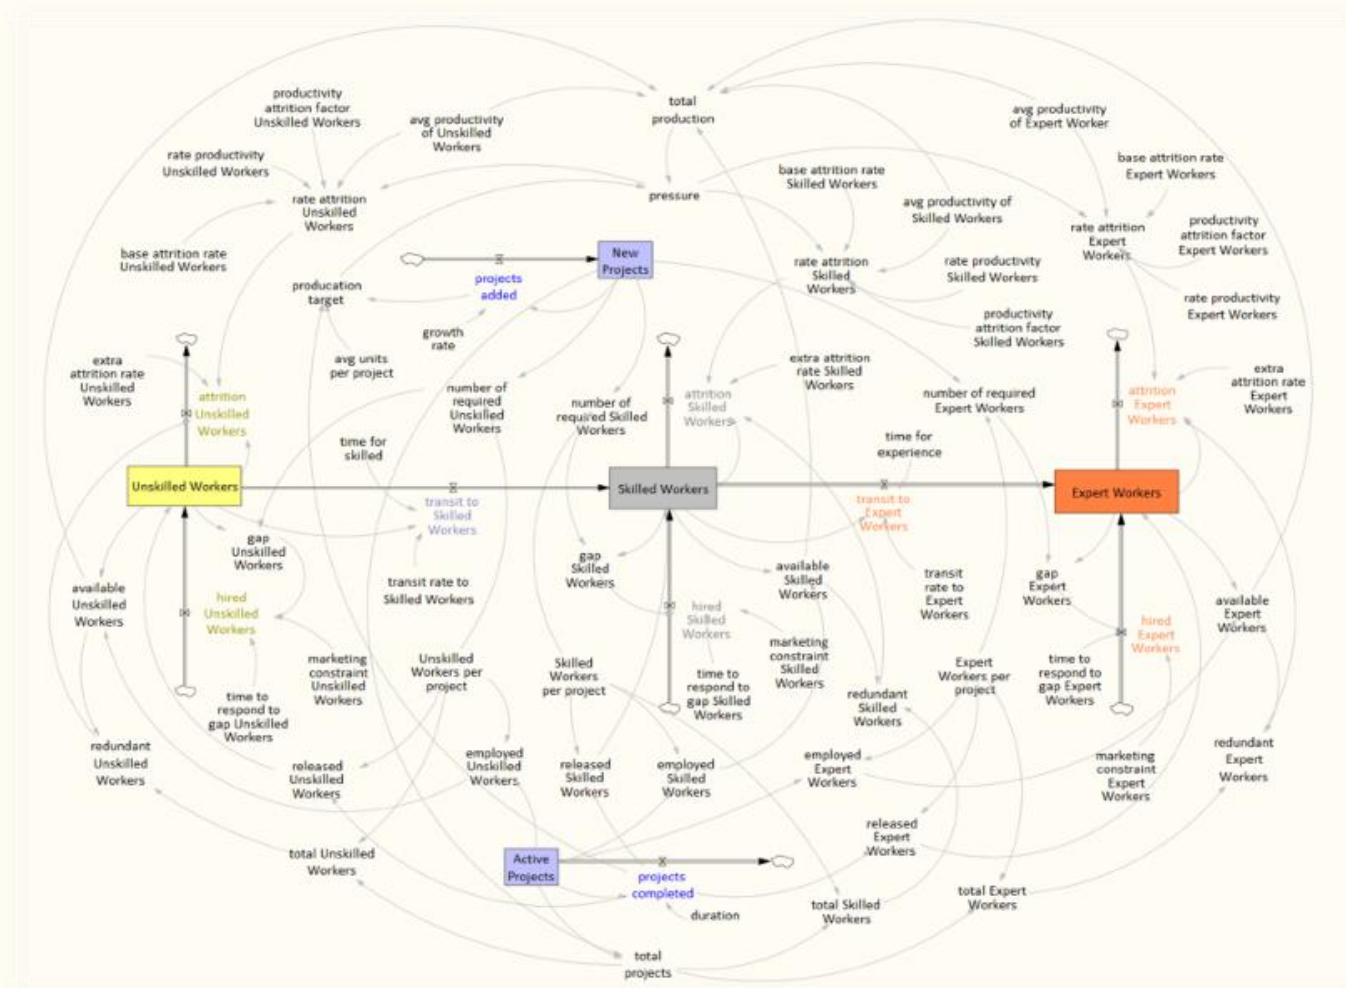 total
production
productivity
attrition factor
Unskilled Workers
avg productivity
of Unskilled
Workers
avg productivity
of Expert Worker
rate productivity
Unskilled Workers
base attrition rate
Skilled Workers
base attrition rate
Expert Workers
pressure
rate attrition
Unskilled
Workers
avg productivity of
Skilled Workers
rate attrition
Expert
Workers
productivity
attrition factor
Expert Workers
base attrition rate
Unskilled Workers
New
Projects
rate attrition
Skilled
Workers
rate productivity
Skilled Workers
producation
target
projects
added
rate productivity
Expert Workers
growth
rate
productivity
attrition factor
Skilled Workers
extra
attrition rate
Unskilled
Workers
avg units
per project
extra attrition
rate Skilled
Workers
extra
attrition rate
Expert
Workers
attrition
Unskilled
Workers
number of
required
Unskilled
Workers
number of
required Skilled
Workers
attrition
Skilled
Workers
number of required
Expert Workers
attrition
Expert
Workers
time for
skilled
time for
experience
Unskilled Workers
Skilled Workers
Expert Workers
transit to
Skilled
Workers
transit to
Expert
Workers
gap
Unskilled
Workers
gap
Skilled
Workers
available
Skilled
Workers
transit
rate to
Expert
Workers
gap
Expert
Workers
available
Unskilled
Workers
hired
Unskilled
Workers
transit rate to
Skilled Workers
hired
Skilled
Workers
available
Expert
Workers
hired
Expert
Workers
marketing
constraint
Unskilled
Workers
Unskilled
Workers per
project
Skilled
Workers
per project
time to
respond to
gap Skilled
Workers
marketing
constraint
Skilled
Workers
Expert
Workers per
project
time to
respond to
gap Expert
Workers
time to
respond to
gap Unskilled
Workers
redundant
Skilled
Workers
redundant
Unskilled
Workers
released
Unskilled
Workers
employed
Unskilled
Workers
released
Skilled
Workers
employed
Skilled
Workers
employed
Expert
Workers
marketing
constraint
Expert
Workers
redundant
Expert
Workers
released
Expert
Workers
total Unskilled
Workers
Active
Projects
projects
completed
duration
total Skilled
Workers
total Expert
Workers
total
projects